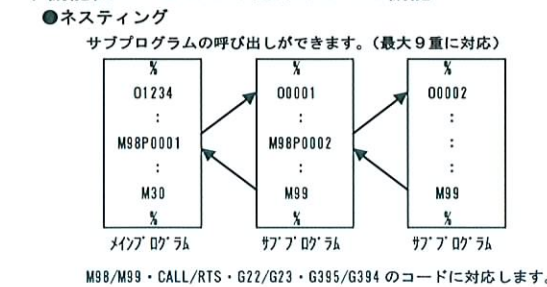 ●ネスティング
サブプログラムの呼び出しができます。(最大9重に対応)
%
O1234
:
M98P0001
:
M30
%
メインプログラム
%
O0001
:
M98P0002
:
M99
%
サブプログラム
%
O0002
:
:
:
M99
%
サブプログラム
M98/M99・CALL/RTS・G22/G23・G395/G394 のコードに対応します。